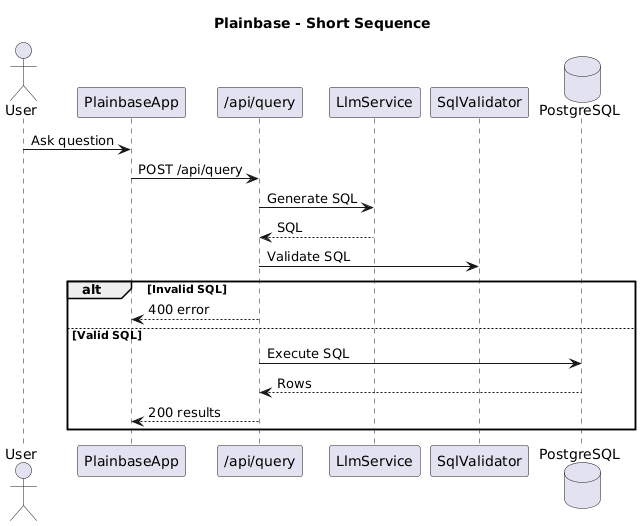 Plainbase - Short Sequence
User
PlainbaseApp
/api/query
LlmService
SqlValidator
PostgreSQL
Ask question
POST /api/query
Generate SQL
SQL
Validate SQL
alt [Invalid SQL]
400 error
[Valid SQL]
Execute SQL
Rows
200 results
User
PlainbaseApp
/api/query
LlmService
SqlValidator
PostgreSQL